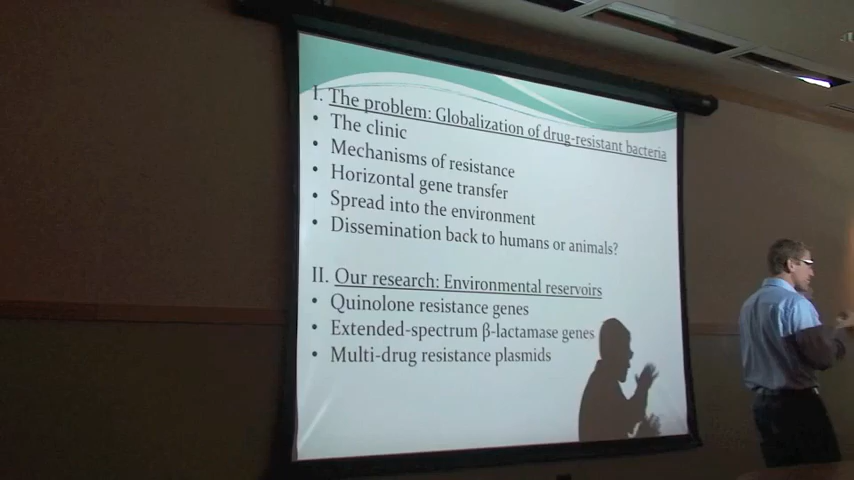 I. The problem: Globalization of drug-resistant bacteria
• The clinic
• Mechanisms of resistance
• Horizontal gene transfer
• Spread into the environment
• Dissemination back to humans or animals?
II. Our research: Environmental reservoirs
• Quinolone resistance genes
• Extended-spectrum β-lactamase genes
• Multi-drug resistance plasmids